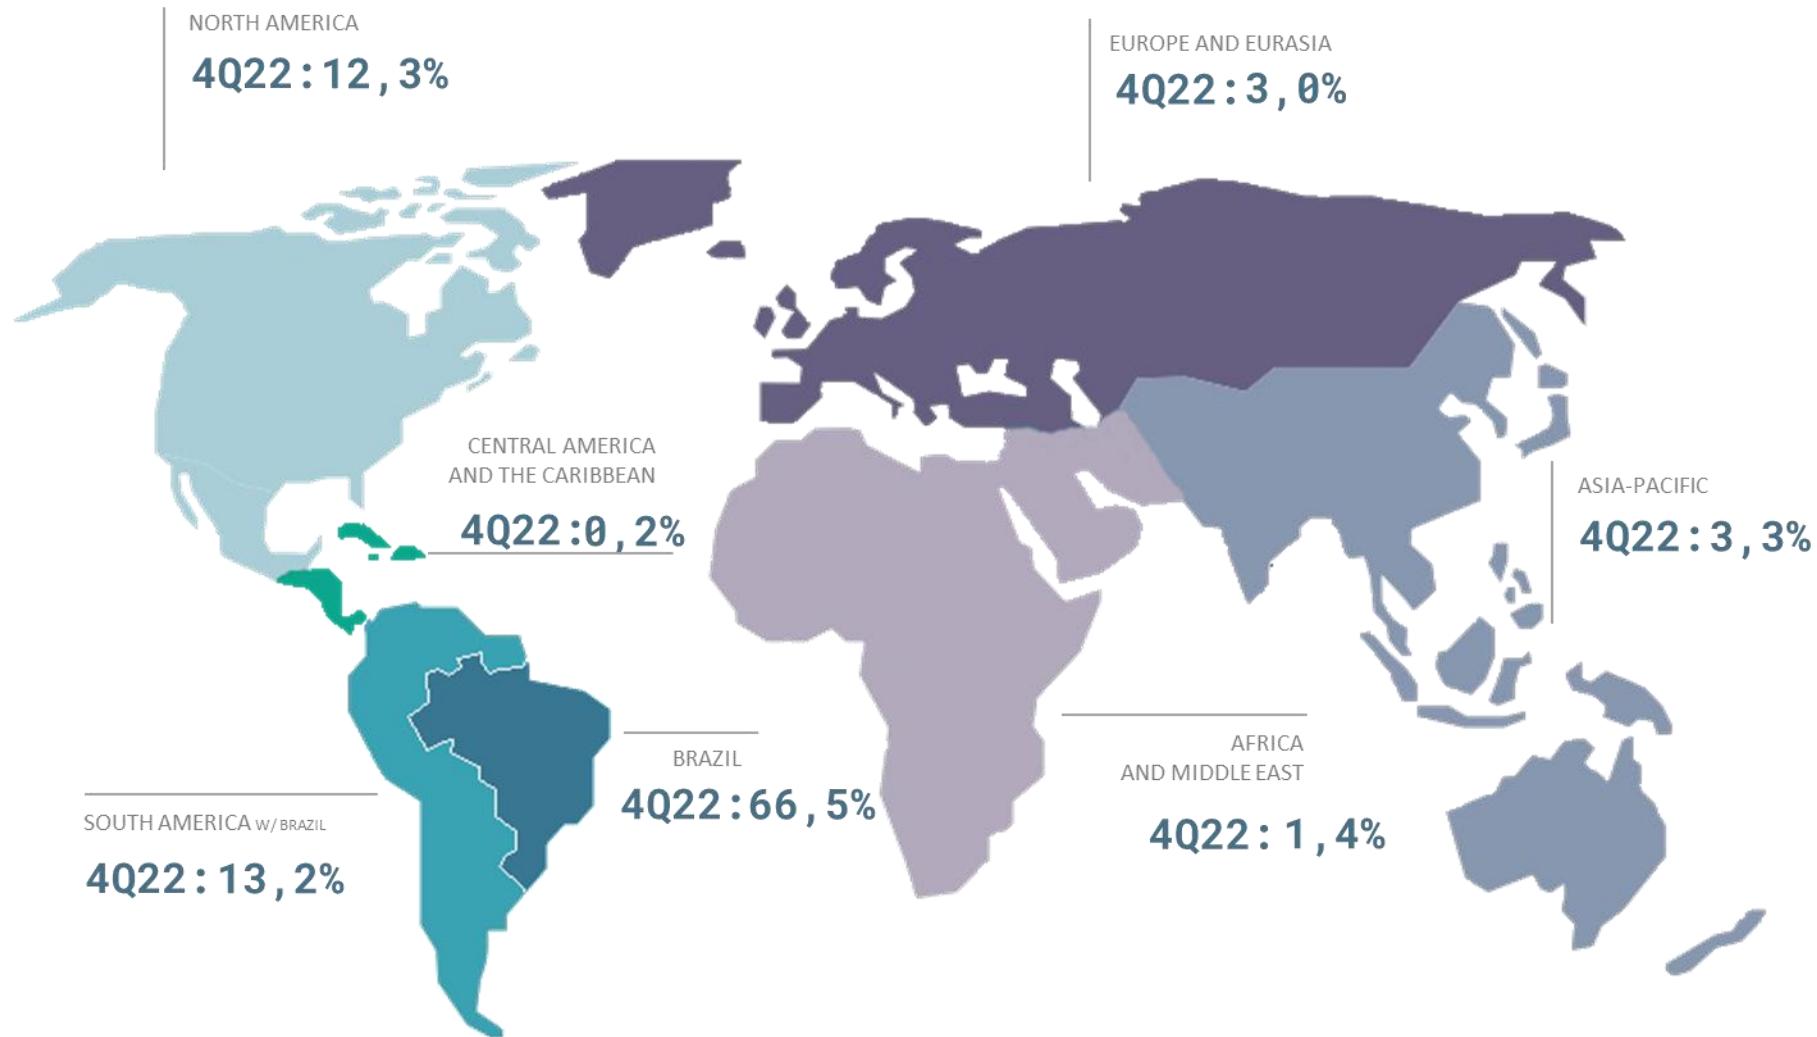 NORTH AMERICA
4Q22:12,3%
EUROPE AND EURASIA
4Q22:3,0%
CENTRAL AMERICA
AND THE CARIBBEAN
4Q22:0,2%
ASIA-PACIFIC
4Q22:3,3%
BRAZIL
4Q22:66,5%
AFRICA
AND MIDDLE EAST
4Q22: 1,4%
SOUTH AMERICA W/ BRAZIL
4Q22:13,2%